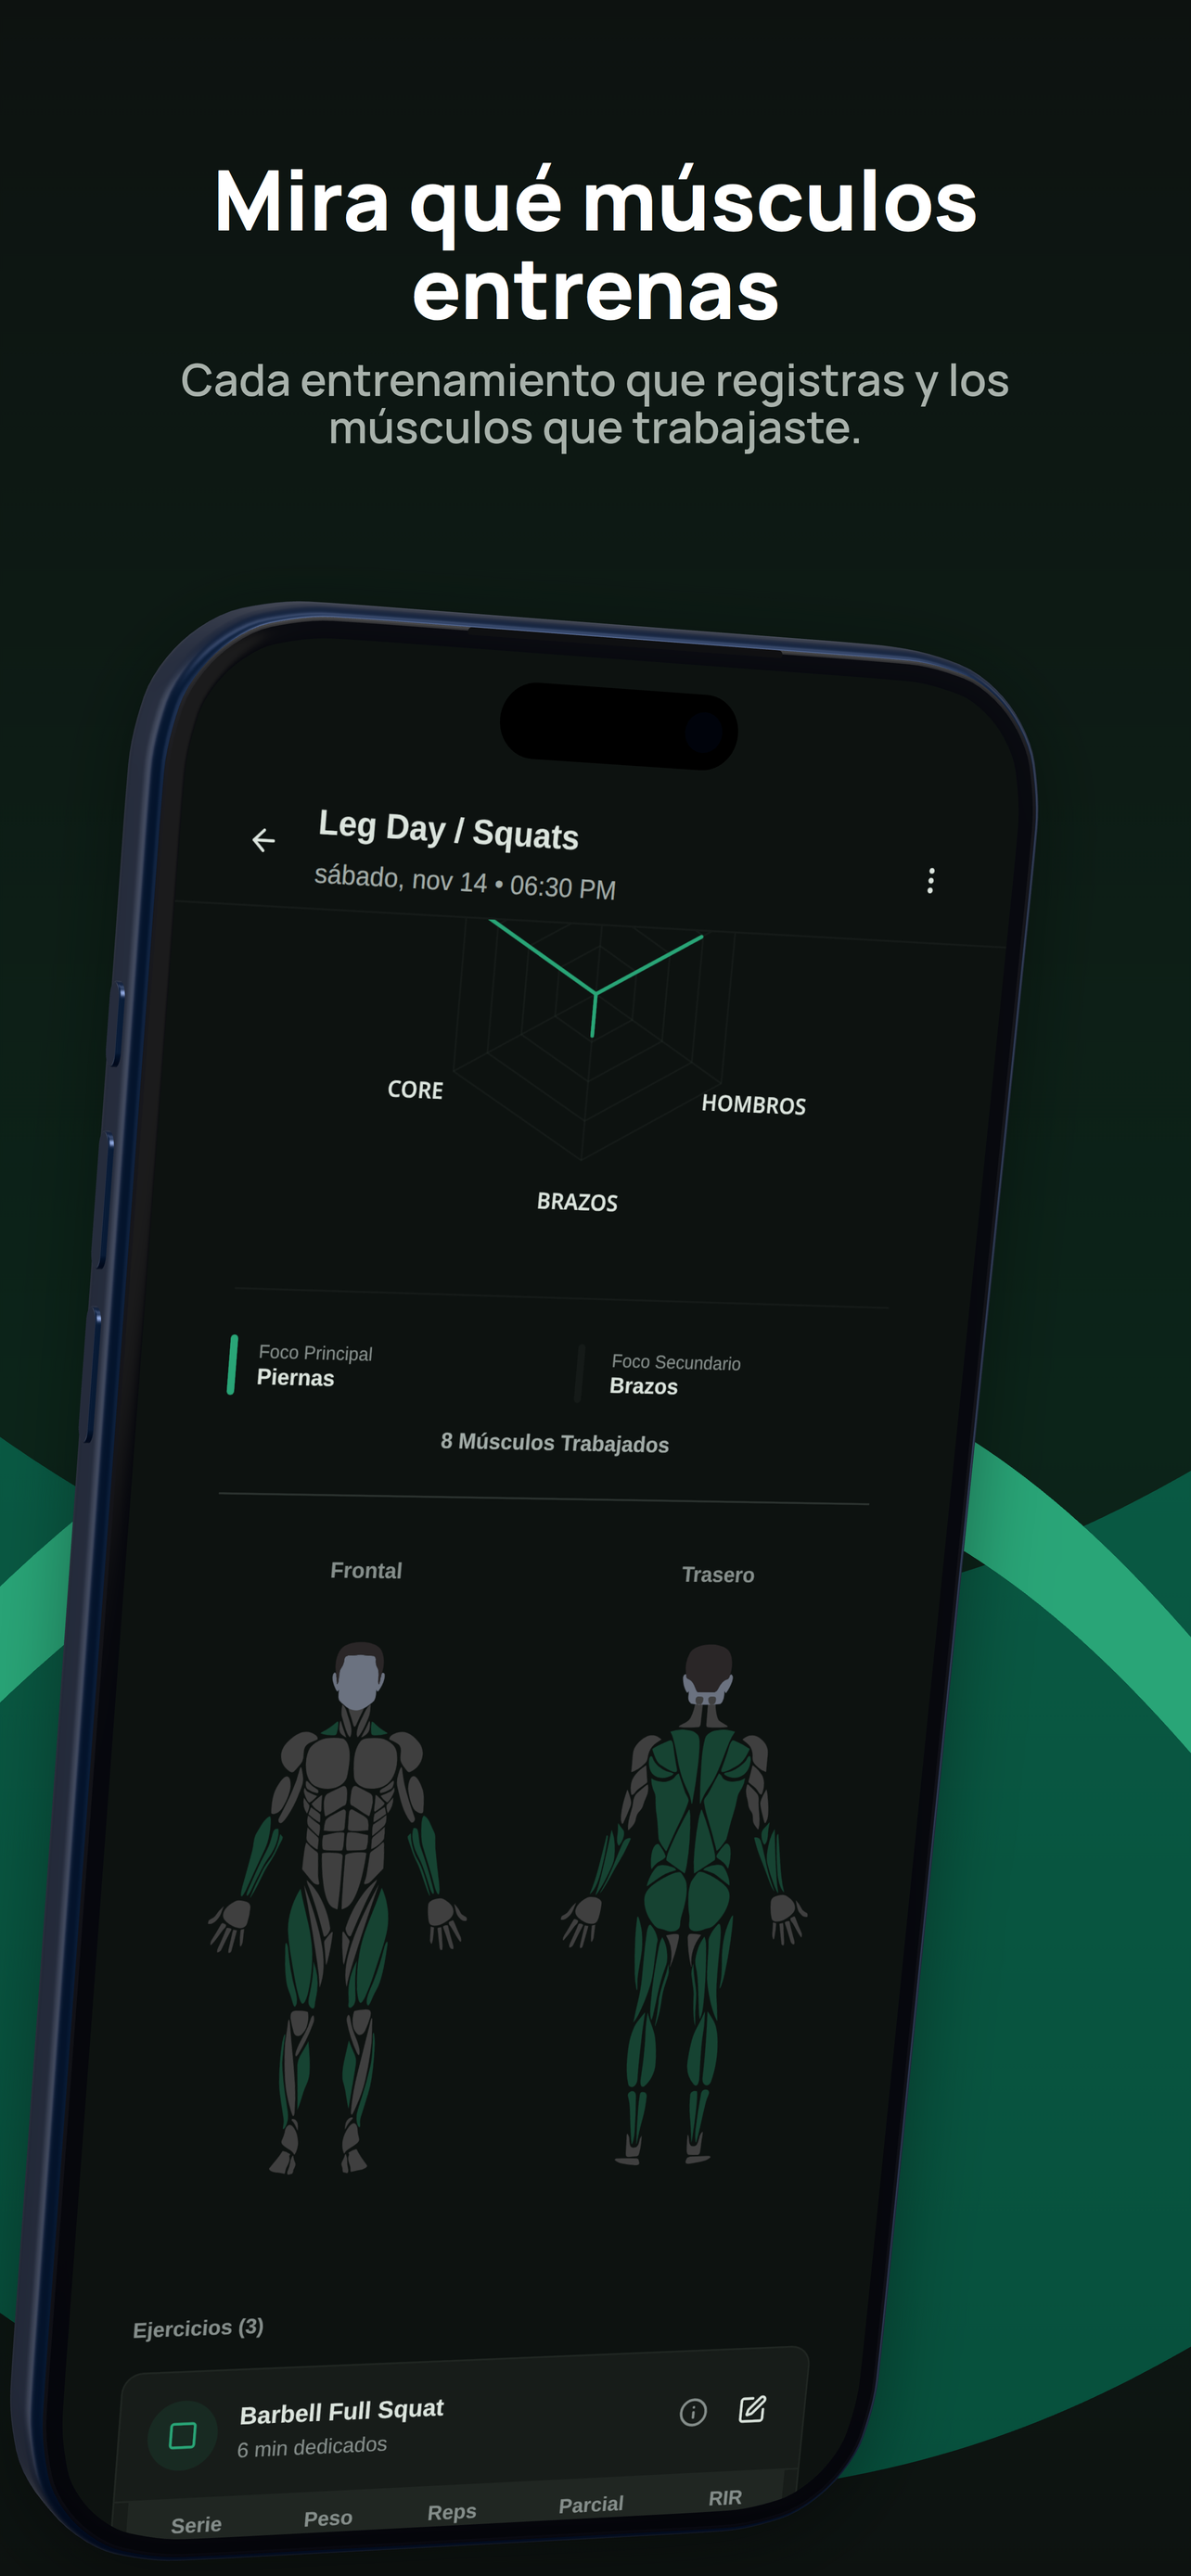 Mira qué músculos
entrenas
Cada entrenamiento que registras y los
músculos que trabajaste.
Leg Day / Squats
sábado, nov 14 • 06:30 PM
CORE
HOMBROS
BRAZOS
Foco Principal
Piernas
Foco Secundario
Brazos
8 Músculos Trabajados
Frontal
Trasero
Ejercicios (3)
Barbell Full Squat
6 min dedicados
Serie Peso Reps Parcial RIR